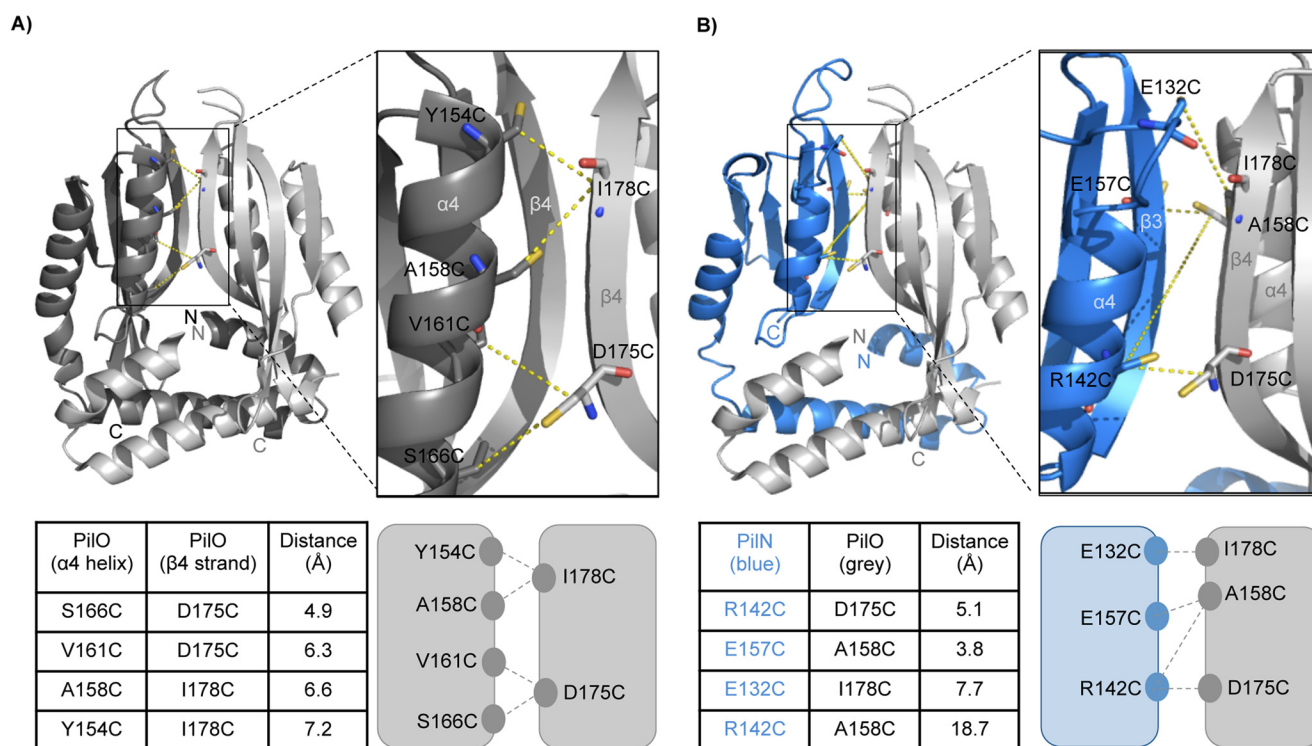 A)
Y154C
α4
β4
I178C
A158C
β4
V161C
D175C
S166C
N
N
C
C
PilO
(α4 helix)
PilO
(β4 strand)
Distance
(Å)
S166C D175C 4.9
V161C D175C 6.3
A158C I178C 6.6
Y154C I178C 7.2
Y154C
I178C
A158C
V161C
D175C
S166C
B)
E132C
I178C
E157C
β3
A158C
β4
α4
α4
R142C
D175C
C
N
N
C
PilN
(blue)
PilO
(grey)
Distance
(Å)
R142C D175C 5.1
E157C A158C 3.8
E132C I178C 7.7
R142C A158C 18.7
E132C
I178C
A158C
E157C
R142C
D175C